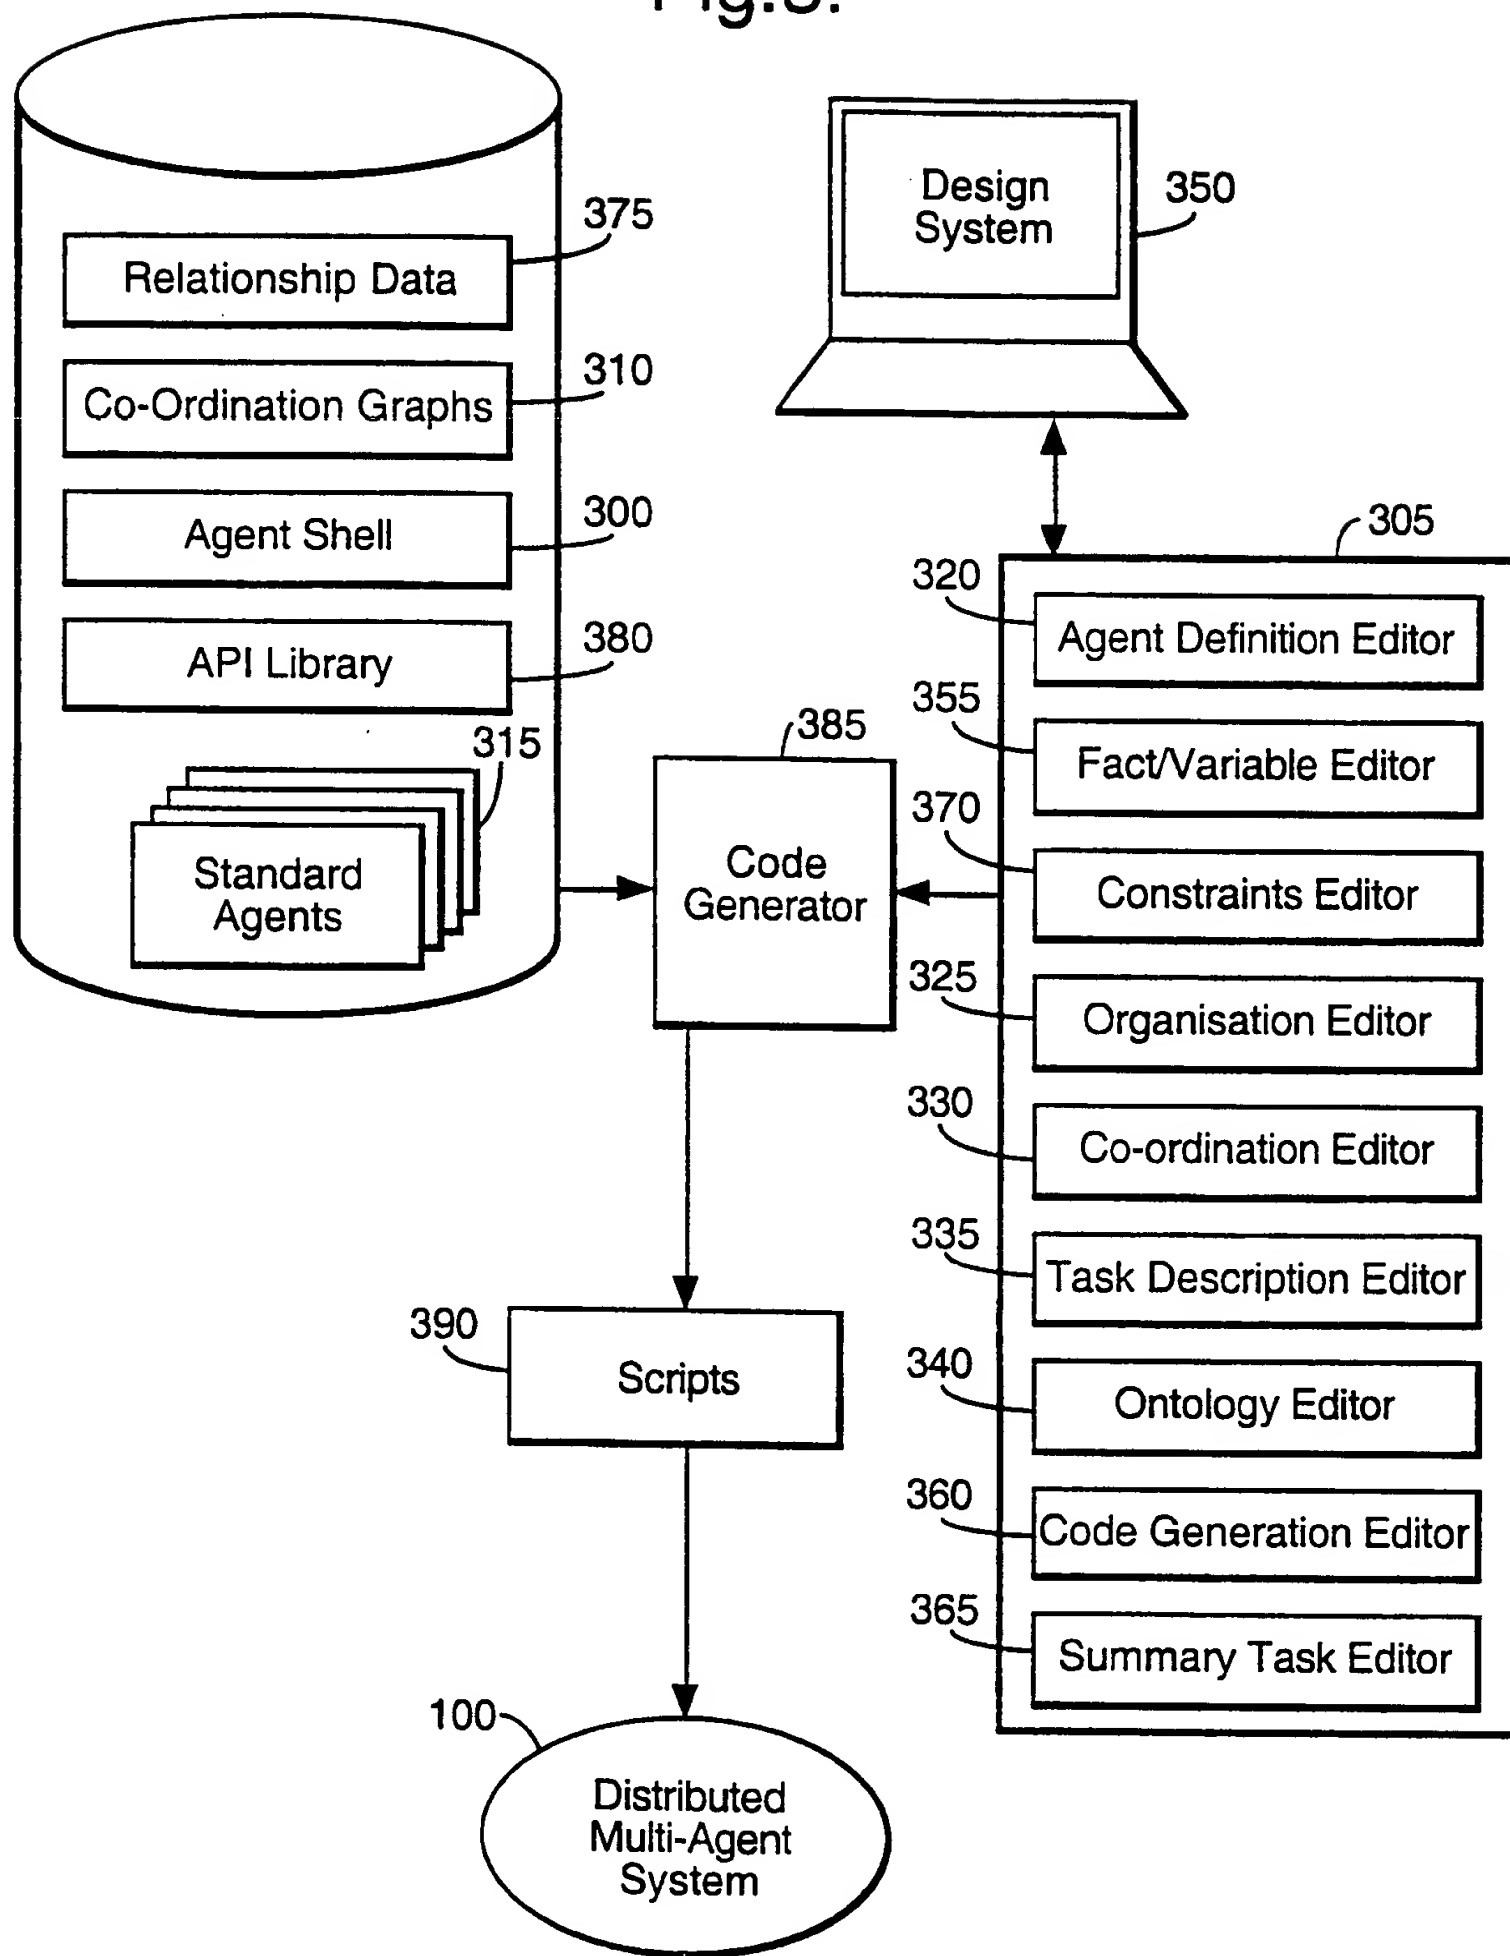 Fig.3.
375
Relationship Data
310
Co-Ordination Graphs
300
Agent Shell
380
API Library
315
Standard
Agents
Design
System
350
305
320
Agent Definition Editor
355
Fact/Variable Editor
370
Constraints Editor
325
Organisation Editor
330
Co-ordination Editor
335
Task Description Editor
340
Ontology Editor
360
Code Generation Editor
365
Summary Task Editor
385
Code
Generator
390
Scripts
100
Distributed
Multi-Agent
System